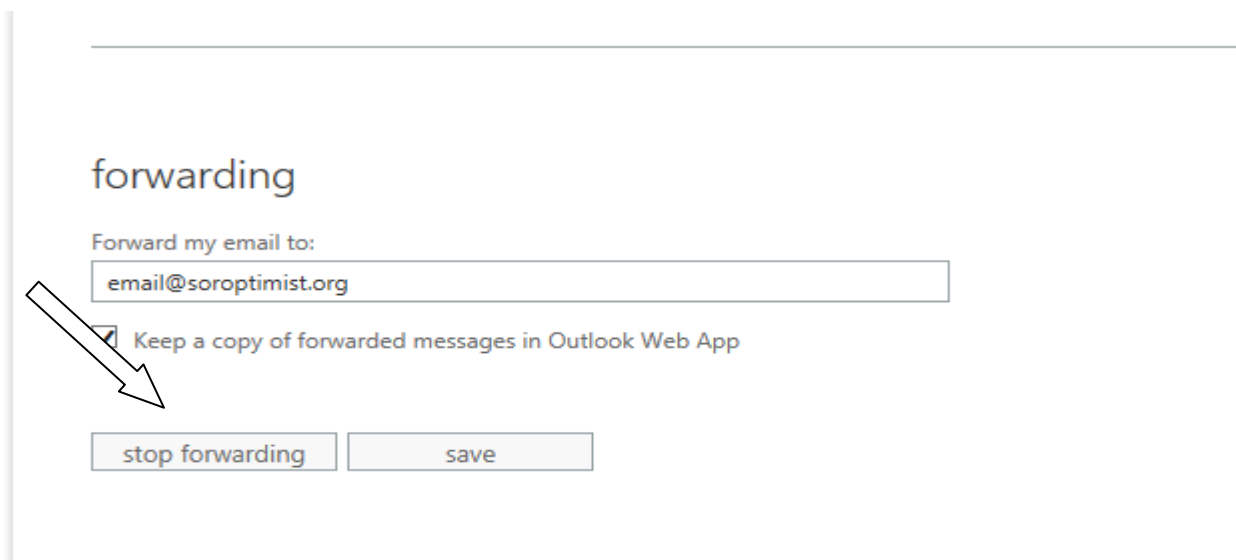 forwarding
Forward my email to:
email@soroptimist.org
Keep a copy of forwarded messages in Outlook Web App
stop forwarding save